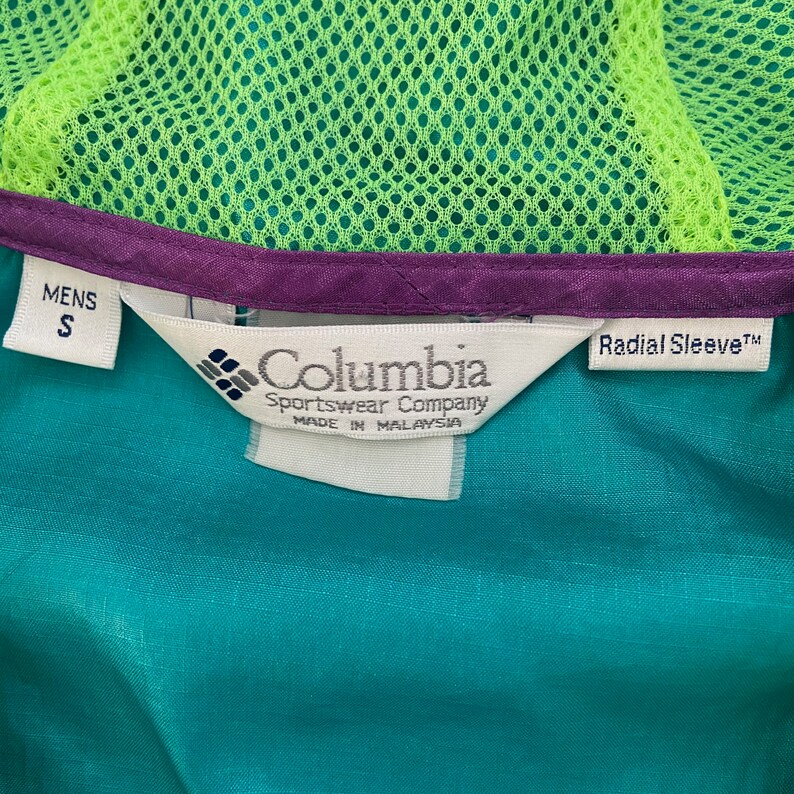 MENS
S
Columbia
Sportswear Company
MADE IN MALAYSIA
Radial Sleeve™